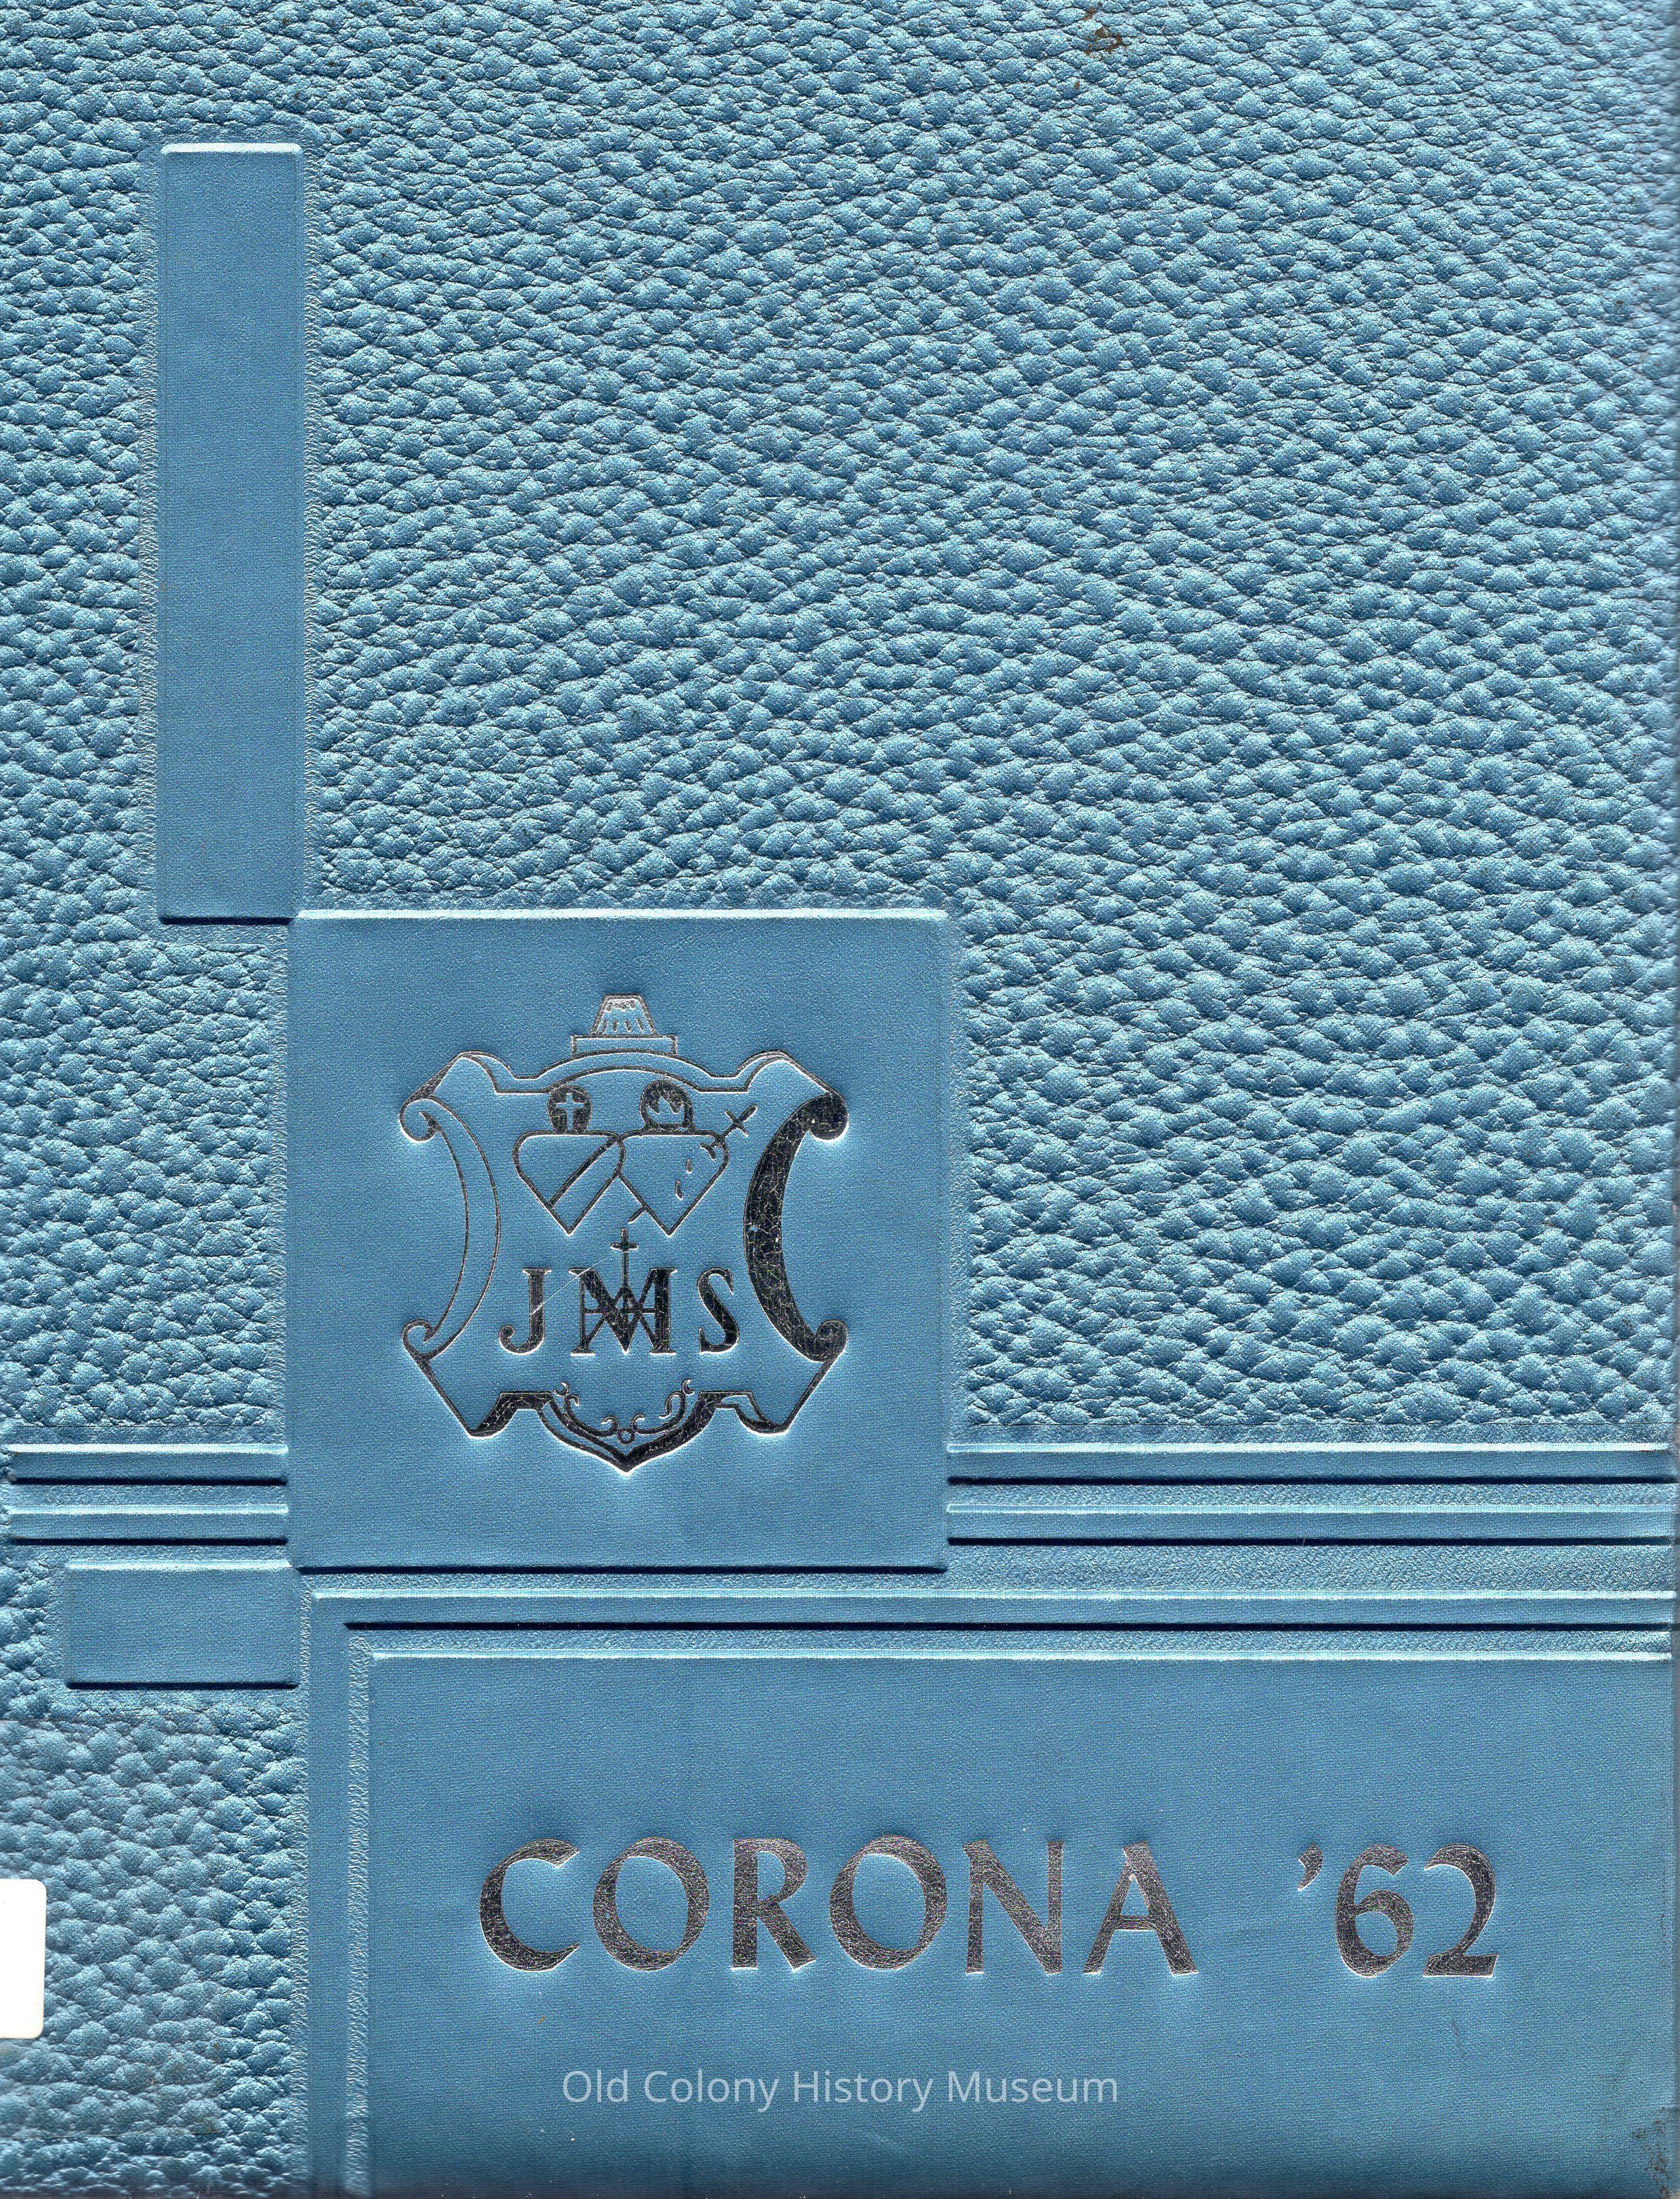 JMS
CORONA '62
Old Colony History Museum